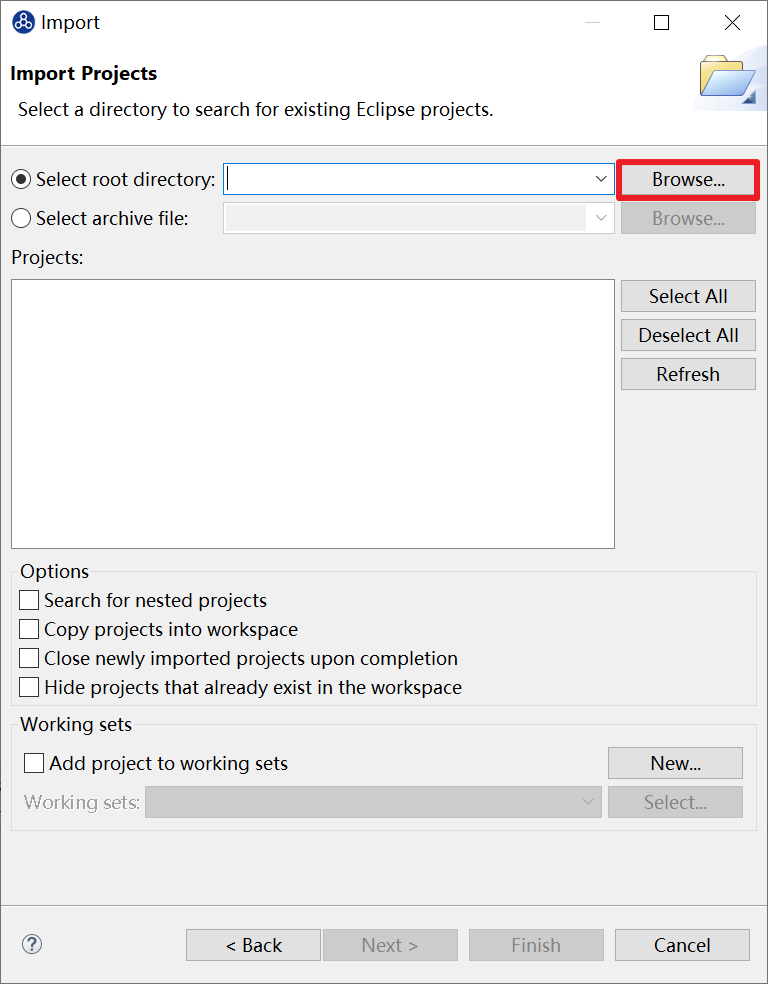 Import
Import Projects
Select a directory to search for existing Eclipse projects.
Select root directory: Browse...
Select archive file: Browse...
Projects:
Select All
Deselect All
Refresh
Options
Search for nested projects
Copy projects into workspace
Close newly imported projects upon completion
Hide projects that already exist in the workspace
Working sets
Add project to working sets New...
Working sets: Select...
? < Back Next > Finish Cancel